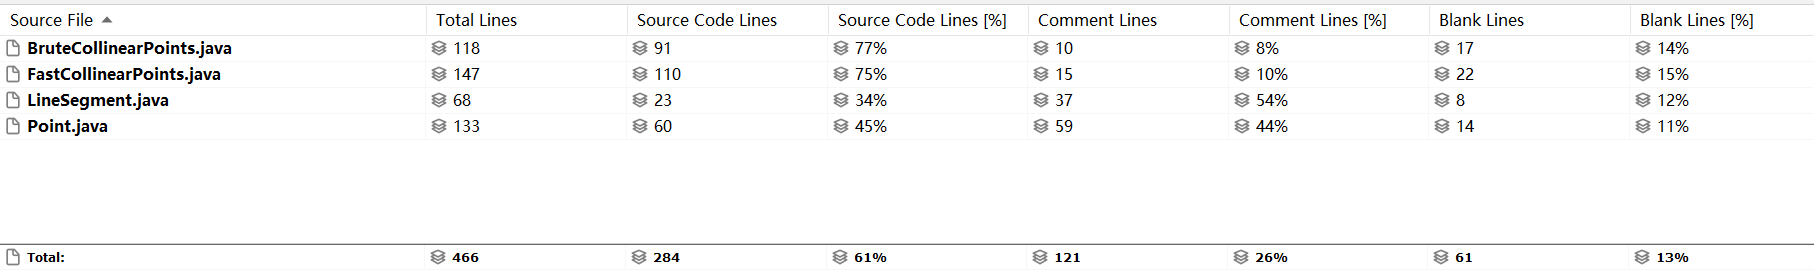 Source File Total Lines Source Code Lines Source Code Lines [%] Comment Lines Comment Lines [%] Blank Lines Blank Lines [%]
BruteCollinearPoints.java 118 91 77% 10 8% 17 14%
FastCollinearPoints.java 147 110 75% 15 10% 22 15%
LineSegment.java 68 23 34% 37 54% 8 12%
Point.java 133 60 45% 59 44% 14 11%
Total: 466 284 61% 121 26% 61 13%